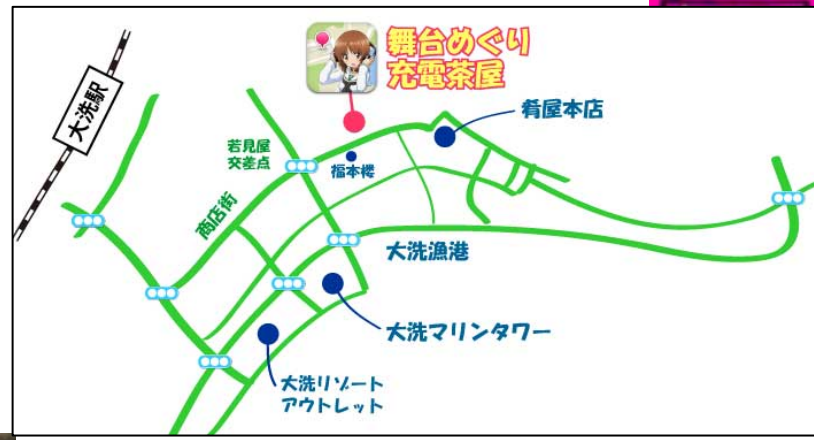 舞台めぐり
充電茶屋
大洗駅
肴屋本店
若見屋
交差点
福本楼
商店街
大洗漁港
大洗マリンタワー
大洗リゾート
アウトレット